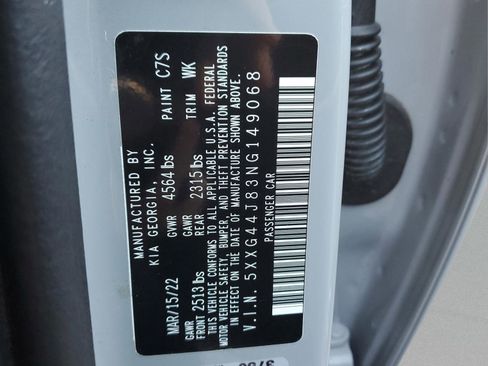 MANUFACTURED BY
KIA GEORGIA, INC.
MAR/15/22 GVWR 4564 lbs PAINT C7S
GAWR GAWR TRIM WK
FRONT 2513 lbs REAR 2315 lbs
THIS VEHICLE CONFORMS TO ALL APPLICABLE U.S.A. FEDERAL
MOTOR VEHICLE SAFETY, BUMPER, AND THEFT PREVENTION STANDARDS
IN EFFECT ON THE DATE OF MANUFACTURE SHOWN ABOVE.
V.I.N. 5XXG44J83NG149068
PASSENGER CAR